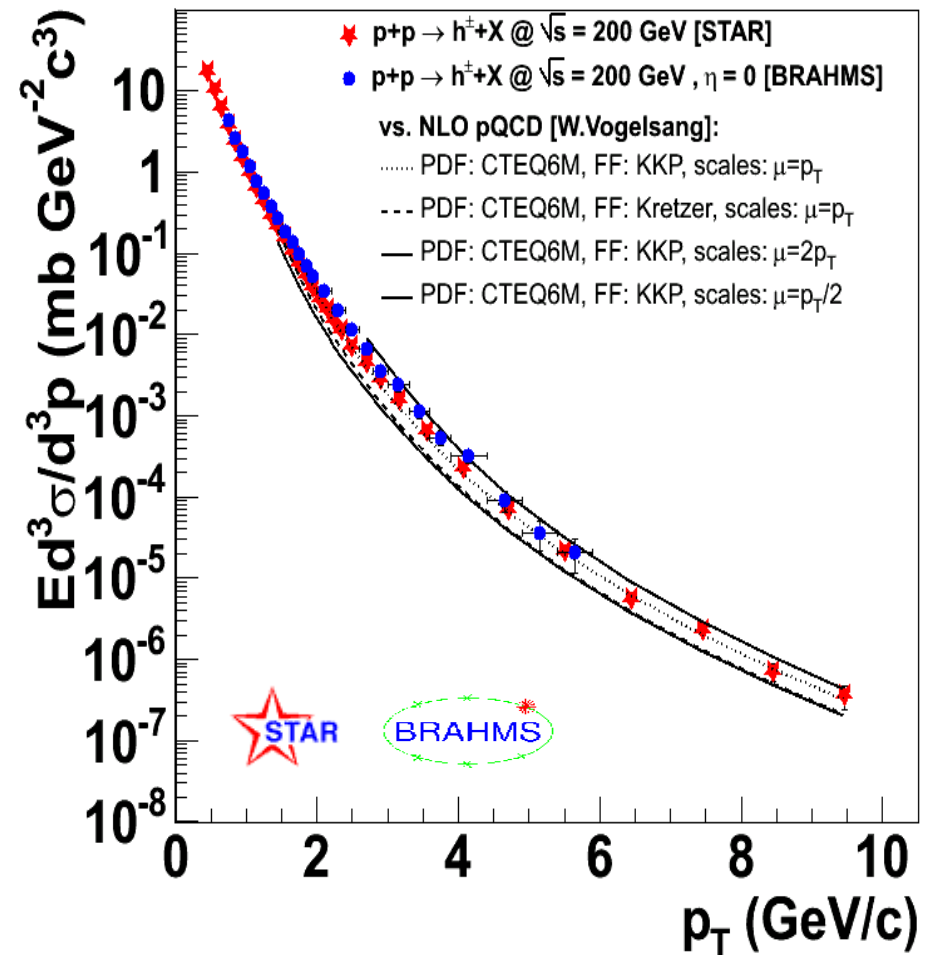 p+p → h±+X @ √s = 200 GeV [STAR]
p+p → h±+X @ √s = 200 GeV , η = 0 [BRAHMS]
vs. NLO pQCD [W.Vogelsang]:
PDF: CTEQ6M, FF: KKP, scales: μ=pT
PDF: CTEQ6M, FF: Kretzer, scales: μ=pT
PDF: CTEQ6M, FF: KKP, scales: μ=2pT
PDF: CTEQ6M, FF: KKP, scales: μ=pT/2
Ed³σ/d³p (mb GeV⁻²c³)
10
1
10⁻¹
10⁻²
10⁻³
10⁻⁴
10⁻⁵
10⁻⁶
10⁻⁷
10⁻⁸
STAR
BRAHMS
0 2 4 6 8 10
pT (GeV/c)